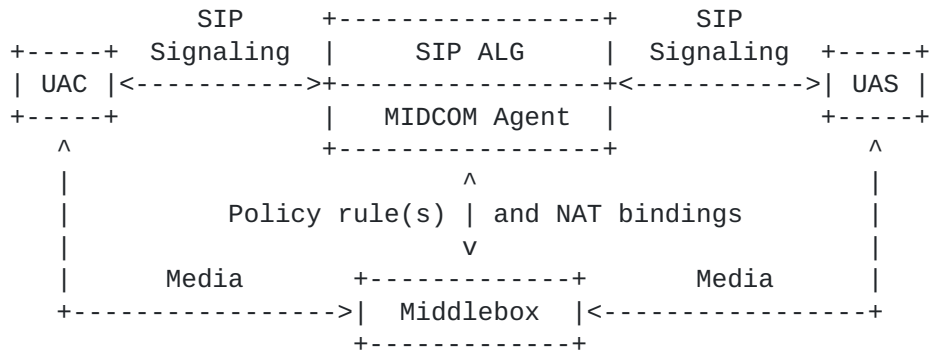 SIP SIP
Signaling SIP ALG Signaling
UAC UAS
MIDCOM Agent
Policy rule(s) and NAT bindings
Media Media
Middlebox